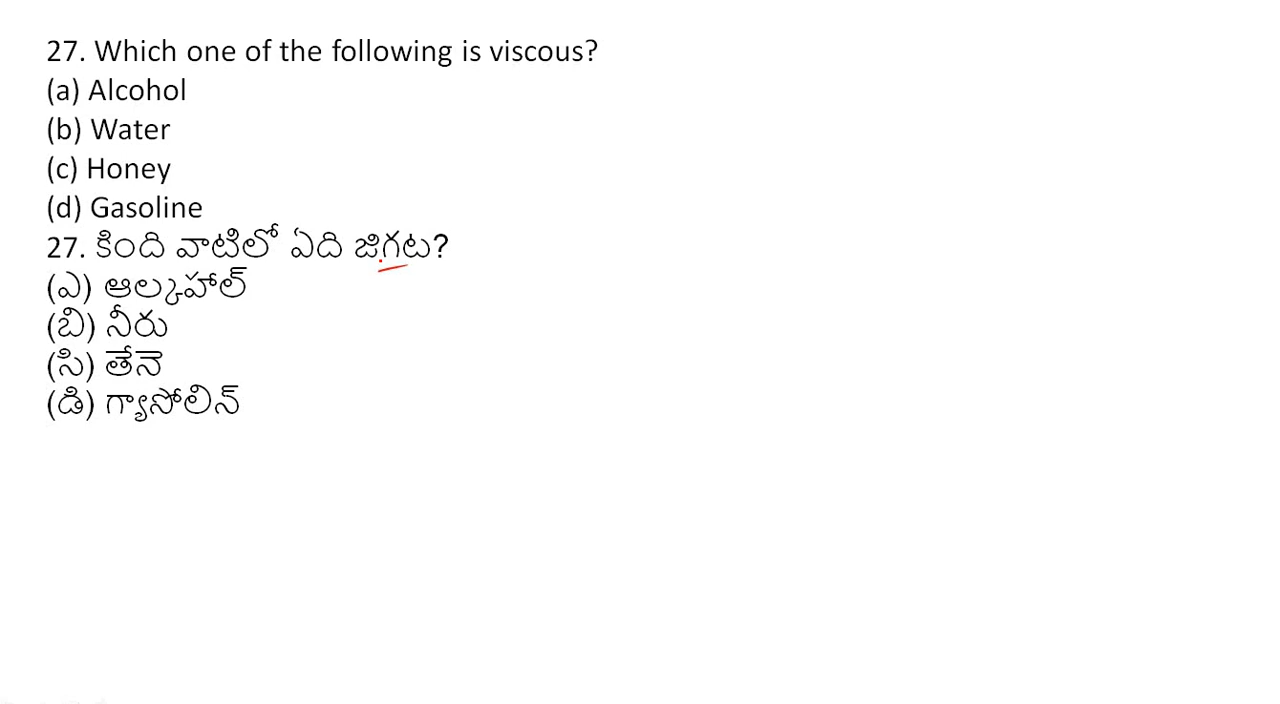 27. Which one of the following is viscous?
(a) Alcohol
(b) Water
(c) Honey
(d) Gasoline
27. కింది వాటిలో ఏది జిగట?
(ఎ) ఆల్కహాల్
(బి) నీరు
(సి) తేనె
(డి) గ్యాసోలిన్